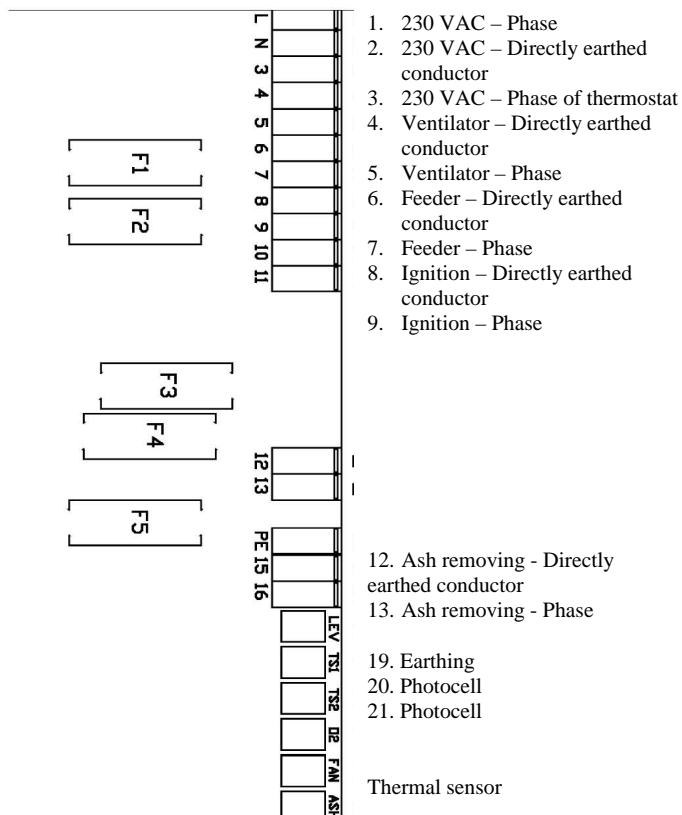 L
N
3
4
5
6
7
8
9
10
11
F1
F2
F3
F4
F5
12
13
PE
15
16
LEV
TS1
TS2
O2
FAN
ASH
1. 230 VAC – Phase
2. 230 VAC – Directly earthed
conductor
3. 230 VAC – Phase of thermostat
4. Ventilator – Directly earthed
conductor
5. Ventilator – Phase
6. Feeder – Directly earthed
conductor
7. Feeder – Phase
8. Ignition – Directly earthed
conductor
9. Ignition – Phase
12. Ash removing - Directly
earthed conductor
13. Ash removing - Phase
19. Earthing
20. Photocell
21. Photocell
Thermal sensor